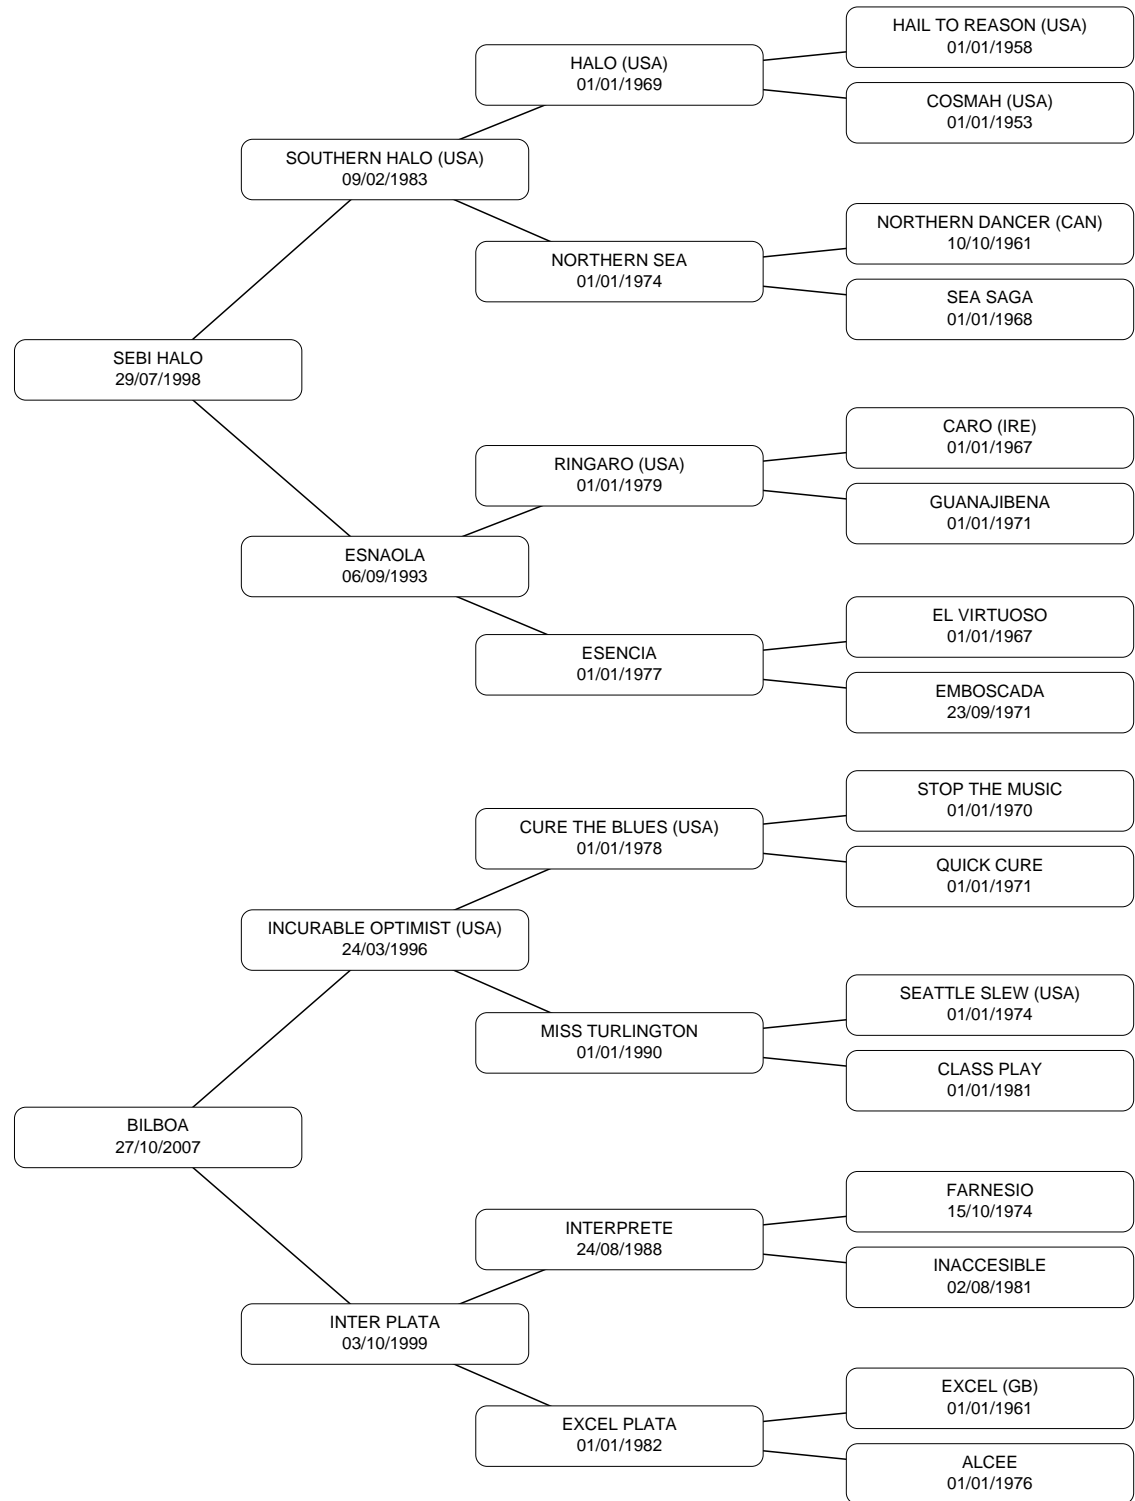 HAIL TO REASON (USA)
01/01/1958
HALO (USA)
01/01/1969
COSMAH (USA)
01/01/1953
SOUTHERN HALO (USA)
09/02/1983
NORTHERN DANCER (CAN)
10/10/1961
NORTHERN SEA
01/01/1974
SEA SAGA
01/01/1968
SEBI HALO
29/07/1998
CARO (IRE)
01/01/1967
RINGARO (USA)
01/01/1979
GUANAJIBENA
01/01/1971
ESNAOLA
06/09/1993
EL VIRTUOSO
01/01/1967
ESENCIA
01/01/1977
EMBOSCADA
23/09/1971
STOP THE MUSIC
01/01/1970
CURE THE BLUES (USA)
01/01/1978
QUICK CURE
01/01/1971
INCURABLE OPTIMIST (USA)
24/03/1996
SEATTLE SLEW (USA)
01/01/1974
MISS TURLINGTON
01/01/1990
CLASS PLAY
01/01/1981
BILBOA
27/10/2007
FARNESIO
15/10/1974
INTERPRETE
24/08/1988
INACCESIBLE
02/08/1981
INTER PLATA
03/10/1999
EXCEL (GB)
01/01/1961
EXCEL PLATA
01/01/1982
ALCEE
01/01/1976